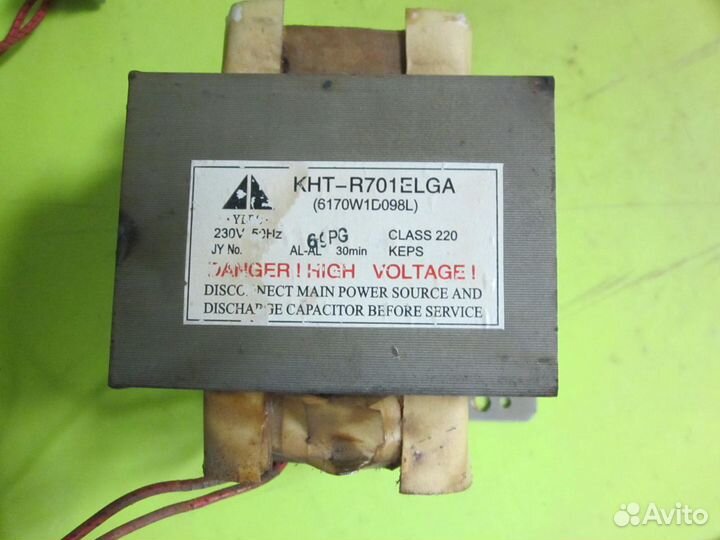 KHT-R701ELGA
(6170W1D098L)
230V 50Hz CLASS 220
JY No. AL-AL 30min KEPS
PG
DANGER! HIGH VOLTAGE!
DISCONNECT MAIN POWER SOURCE AND
DISCHARGE CAPACITOR BEFORE SERVICE
Avito